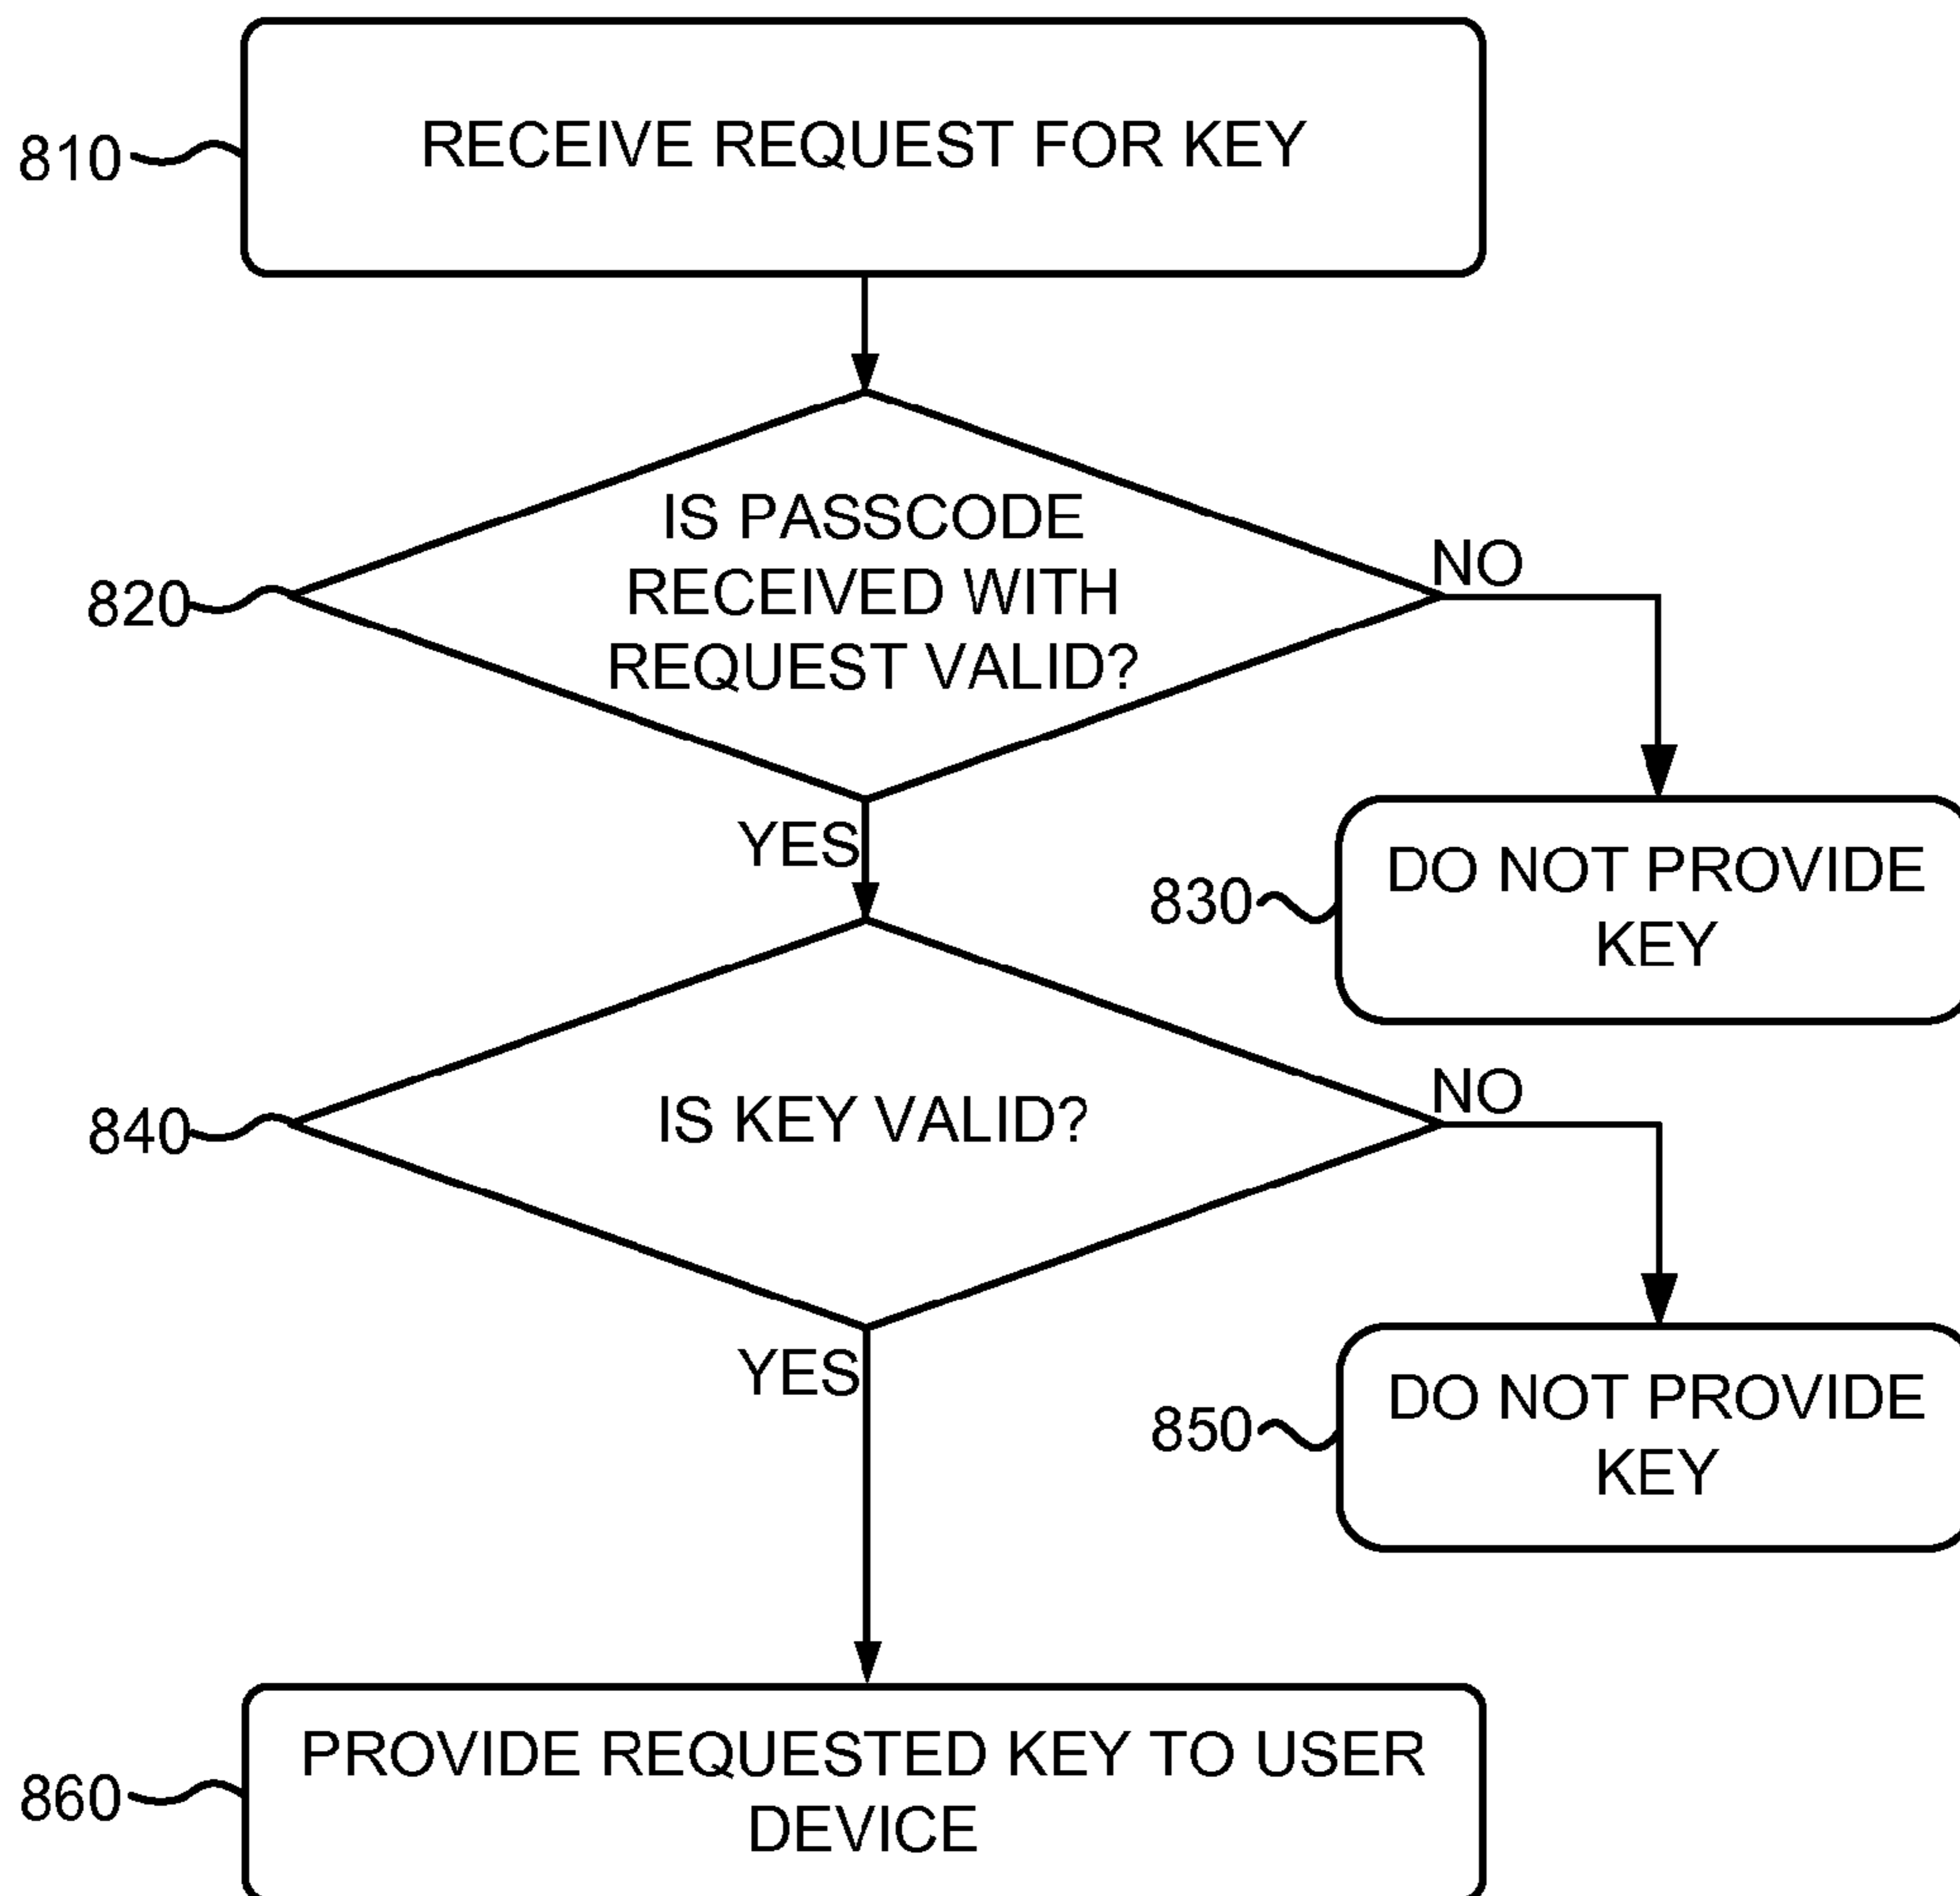 810
RECEIVE REQUEST FOR KEY
820
IS PASSCODE
RECEIVED WITH
REQUEST VALID?
NO
YES
830
DO NOT PROVIDE
KEY
840
IS KEY VALID?
NO
YES
850
DO NOT PROVIDE
KEY
860
PROVIDE REQUESTED KEY TO USER
DEVICE